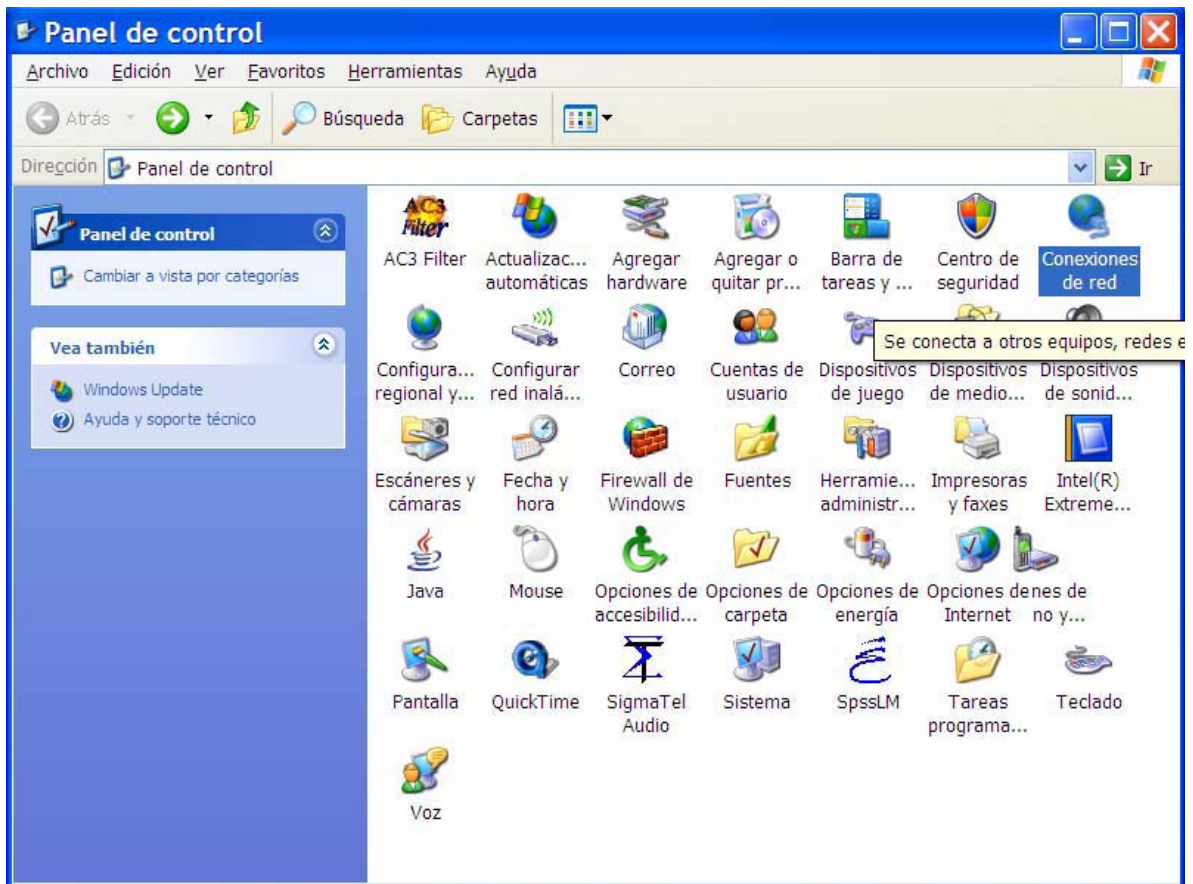 Panel de control
Archivo Edición Ver Favoritos Herramientas Ayuda
Atrás Búsqueda Carpetas
Dirección Panel de control Ir
Panel de control
Cambiar a vista por categorías
Vea también
Windows Update
Ayuda y soporte técnico
AC3 Filter
AC3 Filter
Actualizac...
automáticas
Agregar
hardware
Agregar o
quitar pr...
Barra de
tareas y ...
Centro de
seguridad
Conexiones
de red
Se conecta a otros equipos, redes e
Configura...
regional y...
Configurar
red inalá...
Correo
Cuentas de
usuario
Dispositivos
de juego
Dispositivos
de medio...
Dispositivos
de sonid...
Escáneres y
cámaras
Fecha y
hora
Firewall de
Windows
Fuentes
Herramie...
administr...
Impresoras
y faxes
Intel(R)
Extreme...
Java
Mouse
Opciones de
accesibilid...
Opciones de
carpeta
Opciones de
energía
Opciones de
Internet
nes de
no y...
Pantalla
QuickTime
SigmaTel
Audio
Sistema
SpssLM
Tareas
programa...
Teclado
Voz